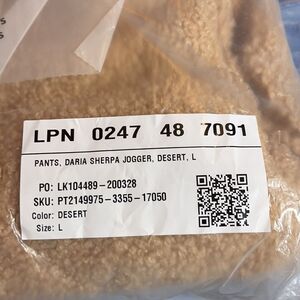 LPN 0247 48 7091
PANTS, DARIA SHERPA JOGGER, DESERT, L
PO: LK104489-200328
SKU: PT2149975-3355-17050
Color: DESERT
Size: L